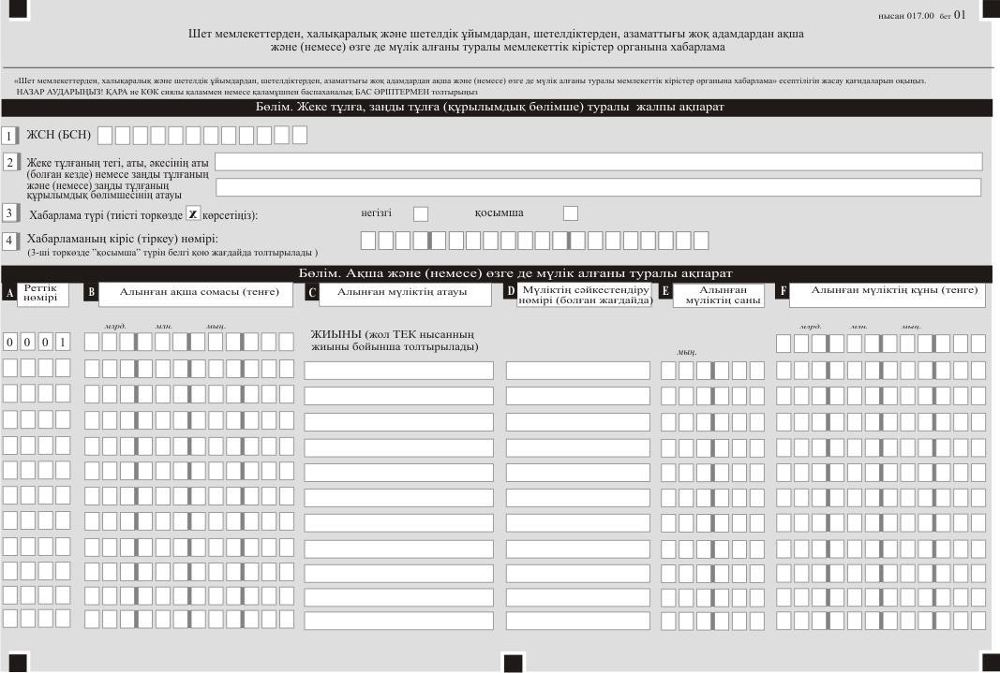 нысан 017.00 бет 01
Шет мемлекеттерден, халықаралық және шетелдік ұйымдардан, шетелдіктерден, азаматтығы жоқ адамдардан ақша
және (немесе) өзге де мүлік алғаны туралы мемлекеттік кірістер органына хабарлама
«Шет мемлекеттерден, халықаралық және шетелдік ұйымдардан, шетелдіктерден, азаматтығы жоқ адамдардан ақша және (немесе) өзге де мүлік алғаны туралы мемлекеттік кірістер органына хабарлама» есептілігін жасау қағидаларын оқыңыз.
НАЗАР АУДАРЫҢЫЗ! ҚАРА не КӨК сиялы қаламмен немесе қаламұшпен баспаханалық БАС ӘРІПТЕРМЕН толтырыңыз
Бөлім. Жеке тұлға, заңды тұлға (құрылымдық бөлімше) туралы жалпы ақпарат
1 ЖСН (БСН)
2 Жеке тұлғаның тегі, аты, әкесінің аты
(болған кезде) немесе заңды тұлғаның
және (немесе) заңды тұлғаның
құрылымдық бөлімшесінің атауы
3 Хабарлама түрі (тиісті торкөзде X көрсетіңіз): негізгі қосымша
4 Хабарламаның кіріс (тіркеу) нөмірі:
(3-ші торкөзде "қосымша" түрін белгі қою жағдайда толтырылады )
Бөлім. Ақша және (немесе) өзге де мүлік алғаны туралы ақпарат
A Реттік нөмірі
B Алынған ақша сомасы (тенге)
C Алынған мүліктің атауы
D Мүліктің сәйкестендіру
нөмірі (болған жағдайда)
E Алынған
мүліктің саны
F Алынған мүліктің құны (тенге)
млрд. млн. мың. млрд. млн. мың.
0 0 0 1 ЖИЫНЫ (жол ТЕК нысанның
жиыны бойынша толтырылады)
мың.